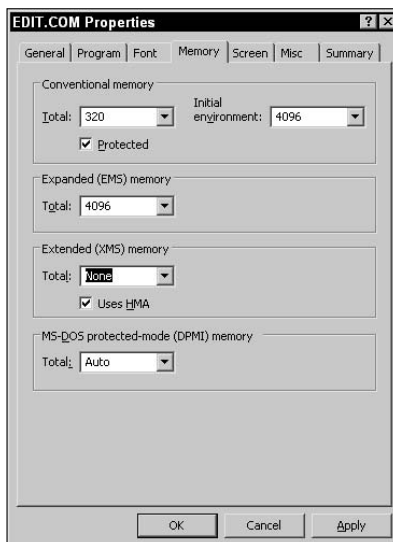 EDIT.COM Properties
General Program Font Memory Screen Misc Summary
Conventional memory
Total: 320
Initial environment: 4096
Protected
Expanded (EMS) memory
Total: 4096
Extended (XMS) memory
Total: None
Uses HMA
MS-DOS protected-mode (DPMI) memory
Total: Auto
OK Cancel Apply